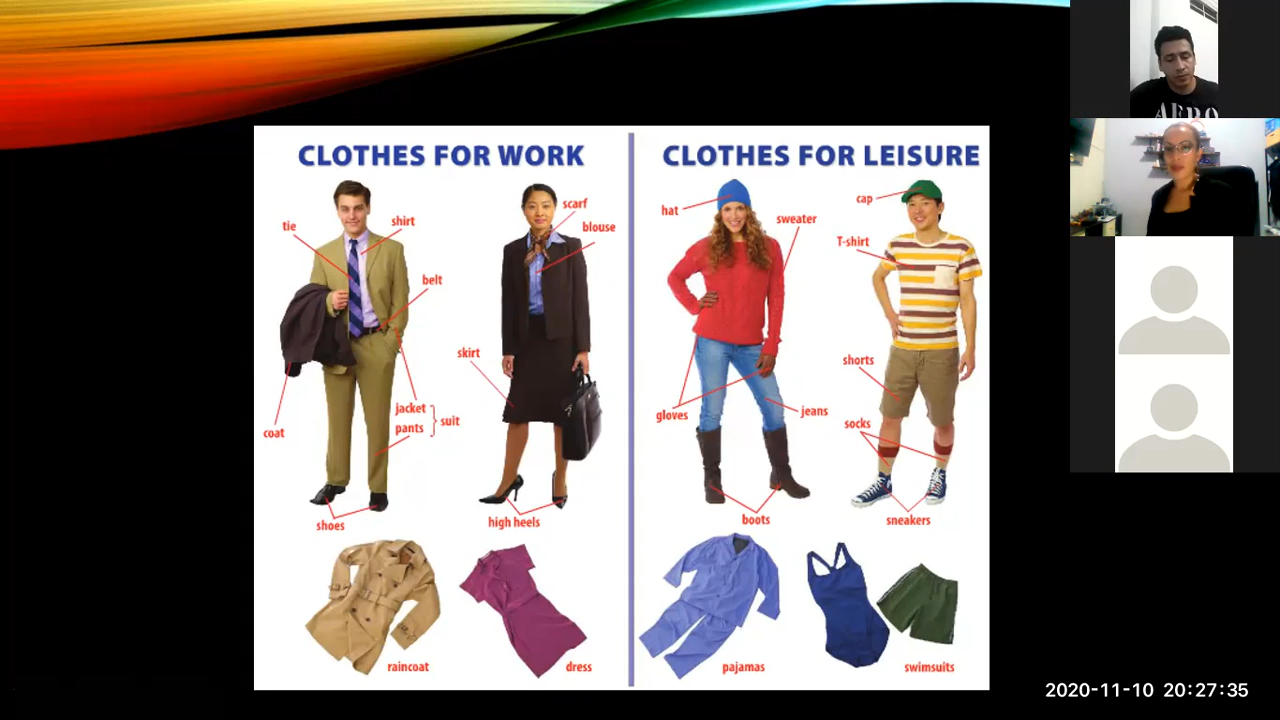 CLOTHES FOR WORK
tie
shirt
belt
coat
jacket
pants
suit
shoes
scarf
blouse
skirt
high heels
raincoat
dress
CLOTHES FOR LEISURE
hat
sweater
gloves
jeans
boots
cap
T-shirt
shorts
socks
sneakers
pajamas
swimsuits
AERO
2020-11-10 20:27:35